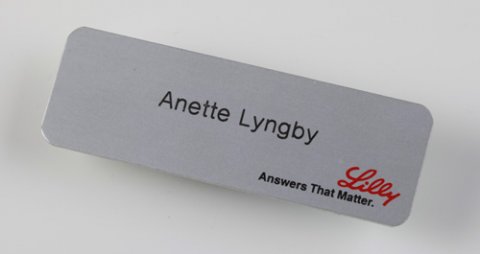 Anette Lyngby
Lilly
Answers That Matter.